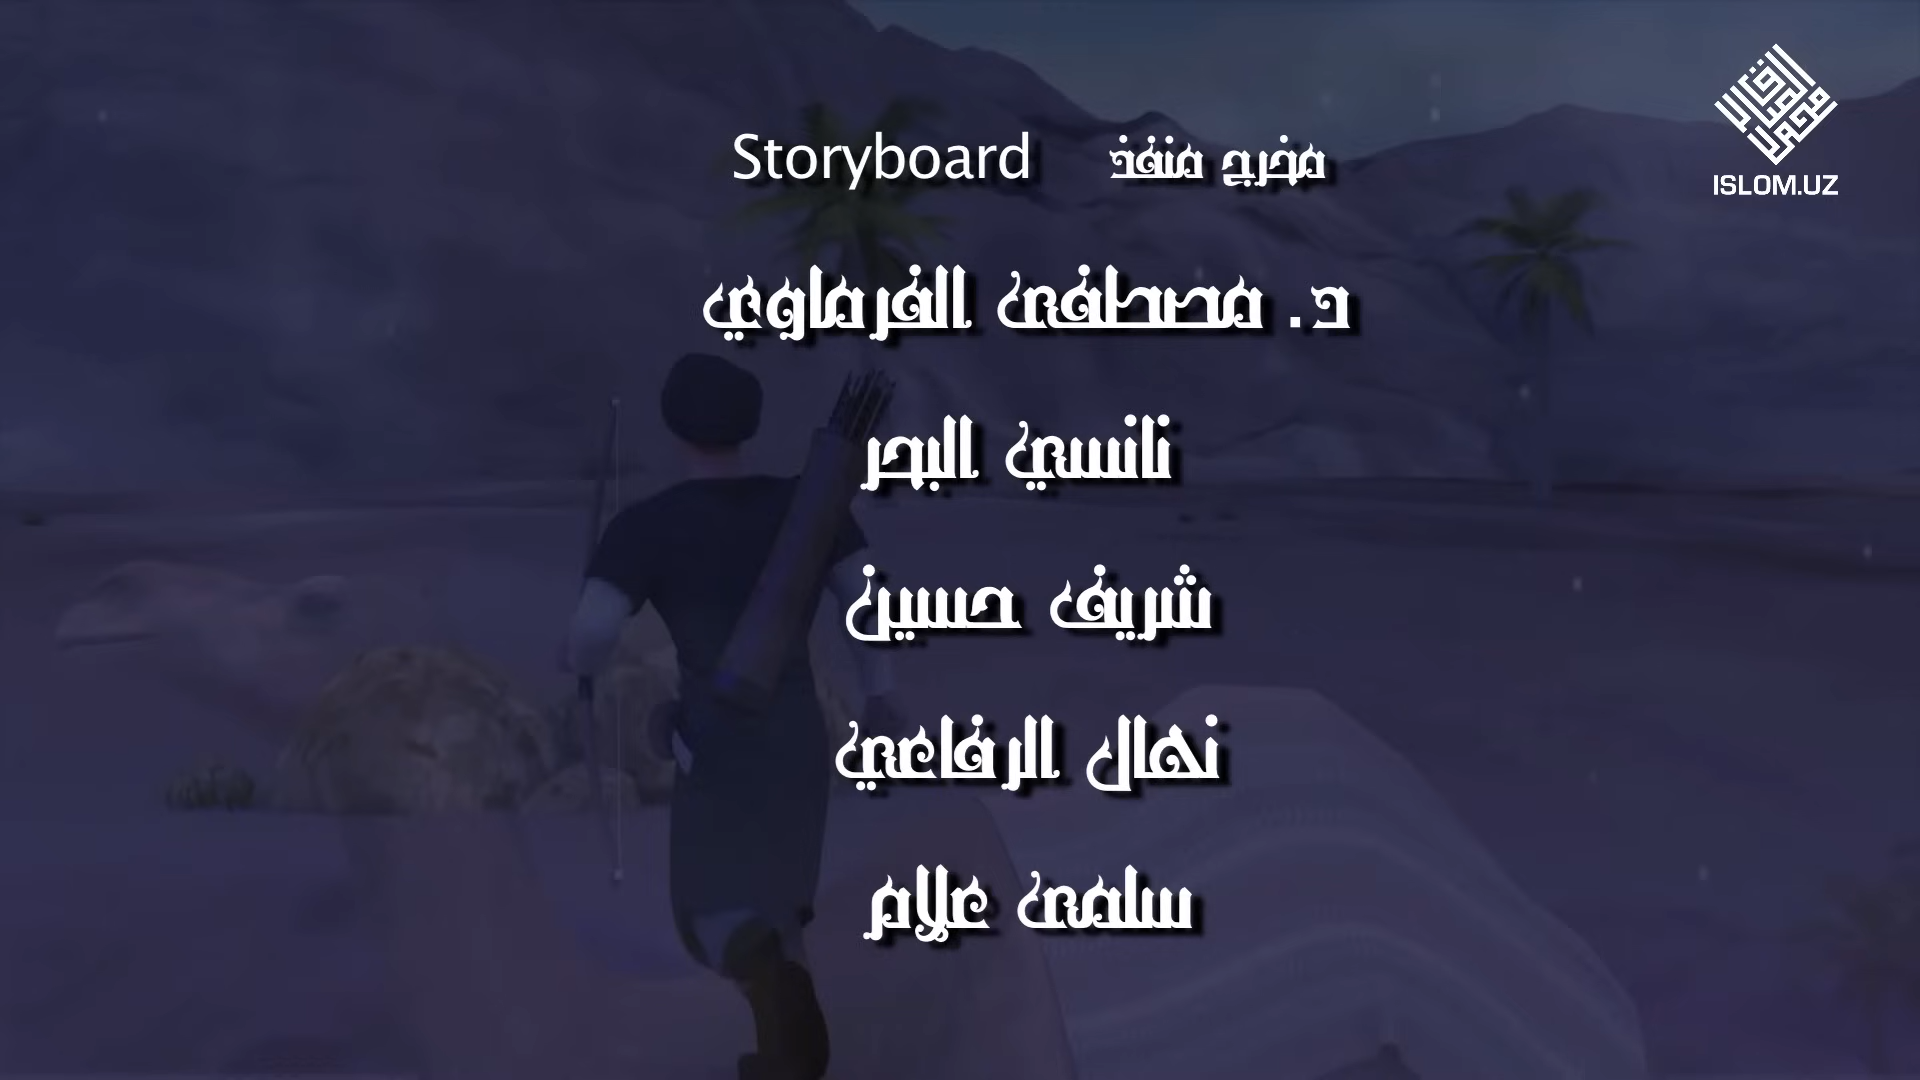 مخرج منفذ Storyboard
د. مصطفى الفرماوي
نانسي البحر
شريف حسين
نهال الرفاعي
سلمى علام
ISLOM.UZ